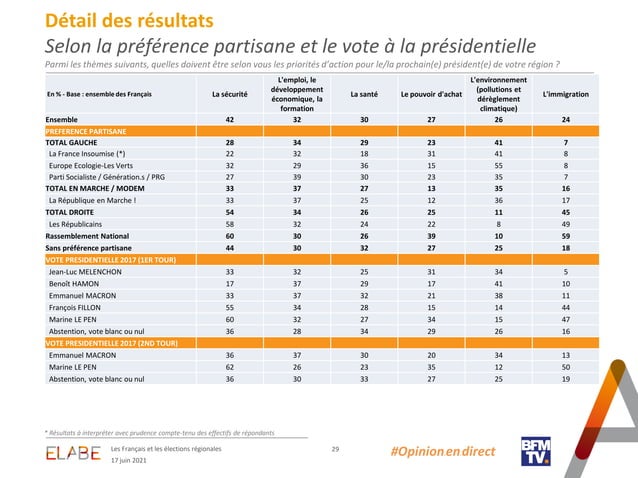 Détail des résultats
Selon la préférence partisane et le vote à la présidentielle
Parmi les thèmes suivants, quelles doivent être selon vous les priorités d'action pour le/la prochain(e) président(e) de votre région ?
En % - Base : ensemble des Français La sécurité L'emploi, le développement économique, la formation La santé Le pouvoir d'achat L'environnement (pollutions et dérèglement climatique) L'immigration
Ensemble 42 32 30 27 26 24
PREFERENCE PARTISANE
TOTAL GAUCHE 28 34 29 23 41 7
La France Insoumise (*) 22 32 18 31 41 8
Europe Ecologie-Les Verts 32 29 36 15 55 8
Parti Socialiste / Génération.s / PRG 27 39 30 23 35 7
TOTAL EN MARCHE / MODEM 33 37 27 13 35 16
La République en Marche ! 33 37 25 12 36 17
TOTAL DROITE 54 34 26 25 11 45
Les Républicains 58 32 24 22 8 49
Rassemblement National 60 30 26 39 10 59
Sans préférence partisane 44 30 32 27 25 18
VOTE PRESIDENTIELLE 2017 (1ER TOUR)
Jean-Luc MELENCHON 33 32 25 31 34 5
Benoît HAMON 17 37 29 17 41 10
Emmanuel MACRON 33 37 32 21 38 11
François FILLON 55 34 28 15 14 44
Marine LE PEN 60 32 27 34 15 47
Abstention, vote blanc ou nul 36 28 34 29 26 16
VOTE PRESIDENTIELLE 2017 (2ND TOUR)
Emmanuel MACRON 36 37 30 20 34 13
Marine LE PEN 62 26 23 35 12 50
Abstention, vote blanc ou nul 36 30 33 27 25 19
* Résultats à interpréter avec prudence compte-tenu des effectifs de répondants
ELABE
Les Français et les élections régionales
17 juin 2021
29
#Opinion en direct
BFM
TV.